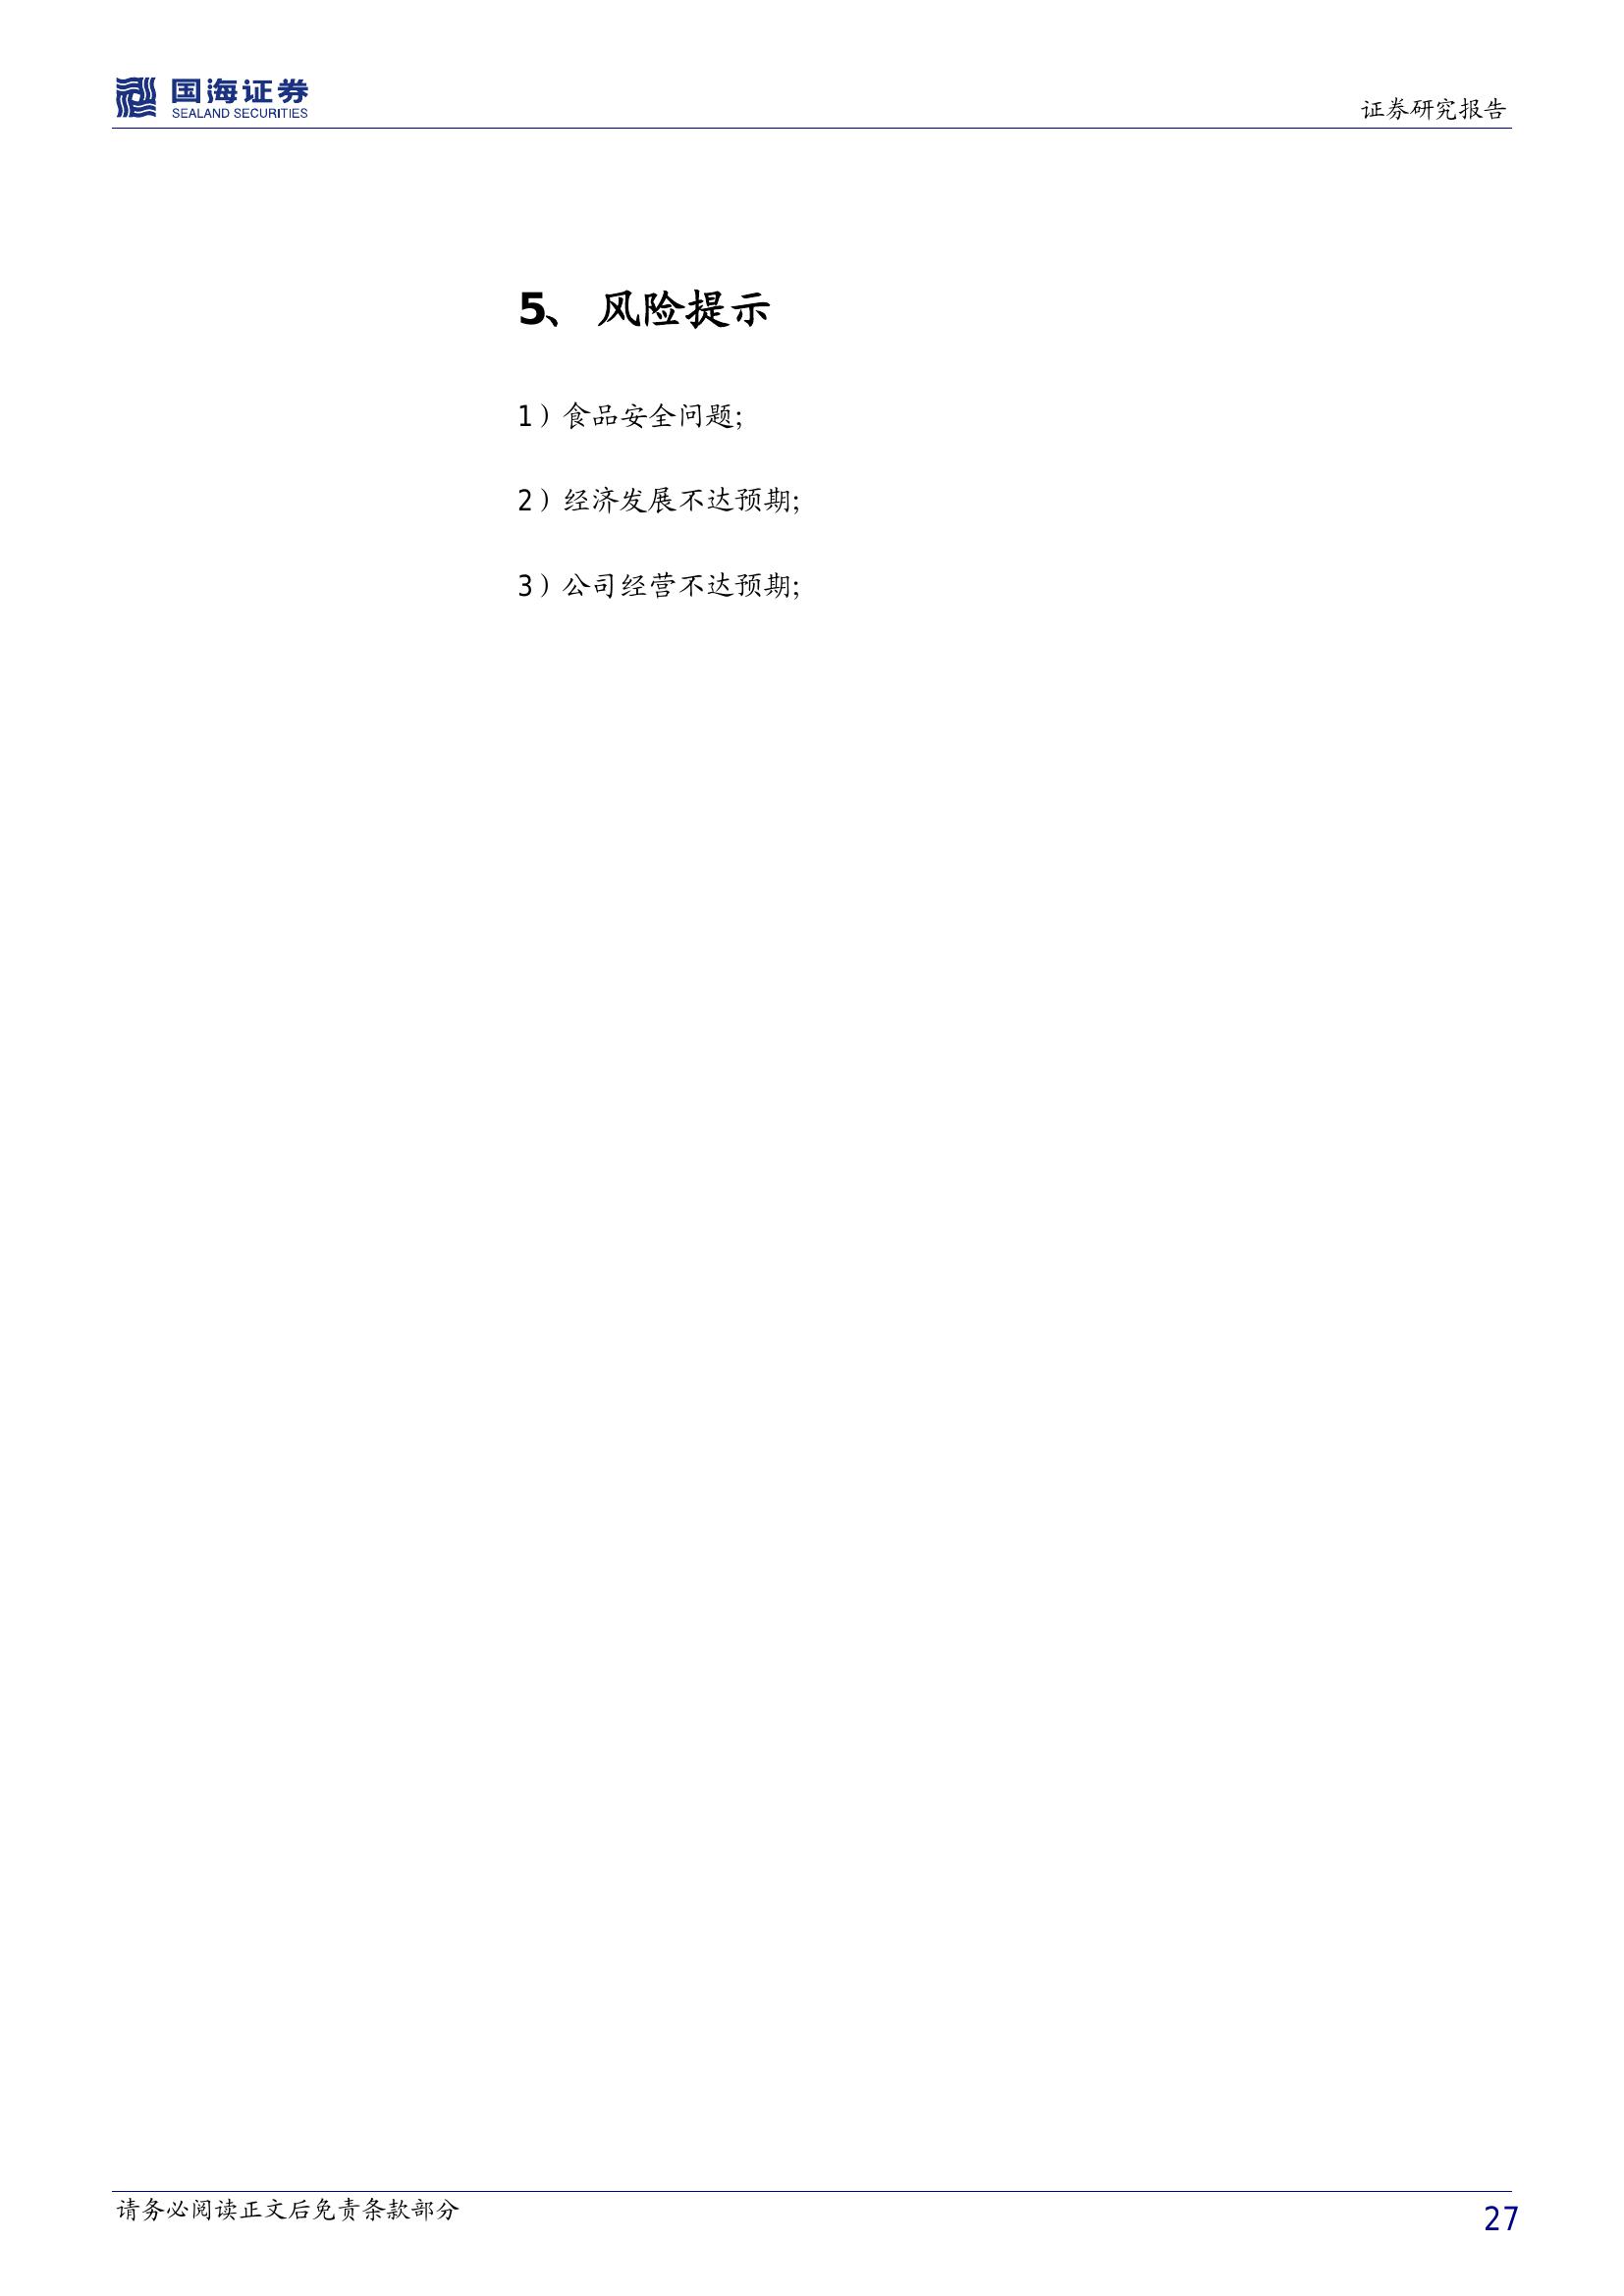 国海证券
SEALAND SECURITIES
证券研究报告
5、 风险提示
1）食品安全问题;
2）经济发展不达预期;
3）公司经营不达预期;
请务必阅读正文后免责条款部分
27